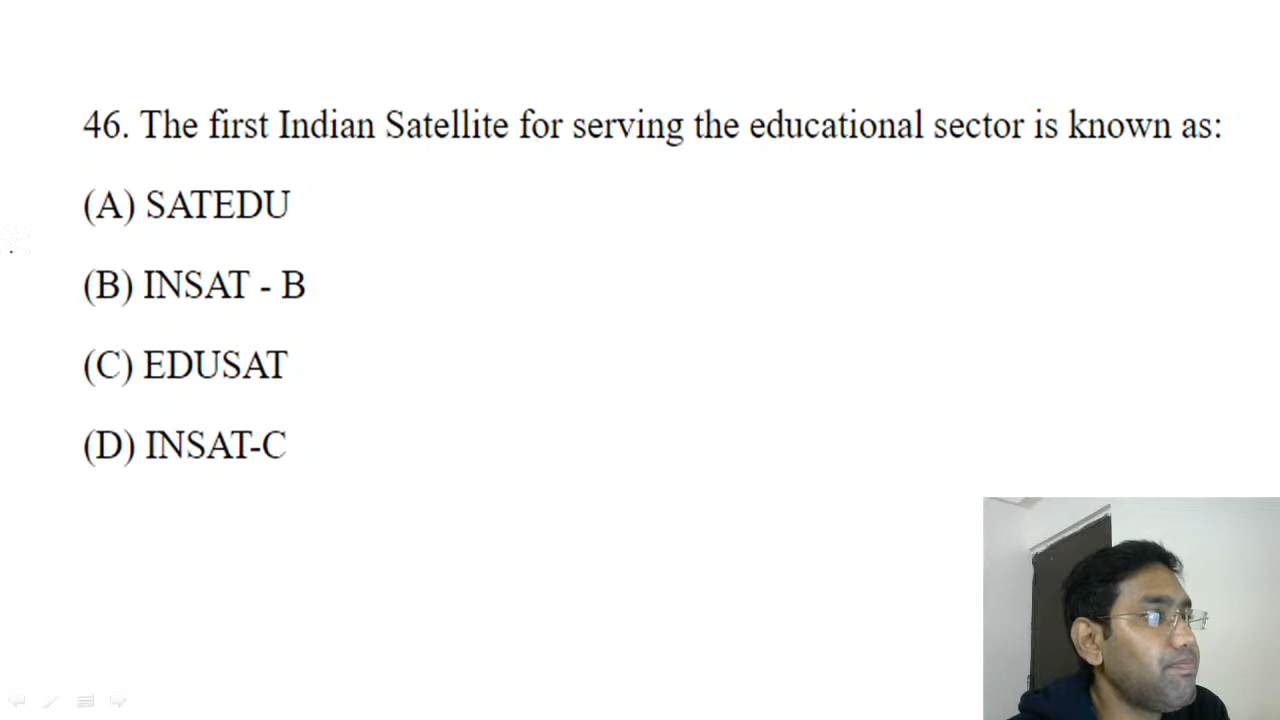 46. The first Indian Satellite for serving the educational sector is known as:
(A) SATEDU
(B) INSAT - B
(C) EDUSAT
(D) INSAT-C